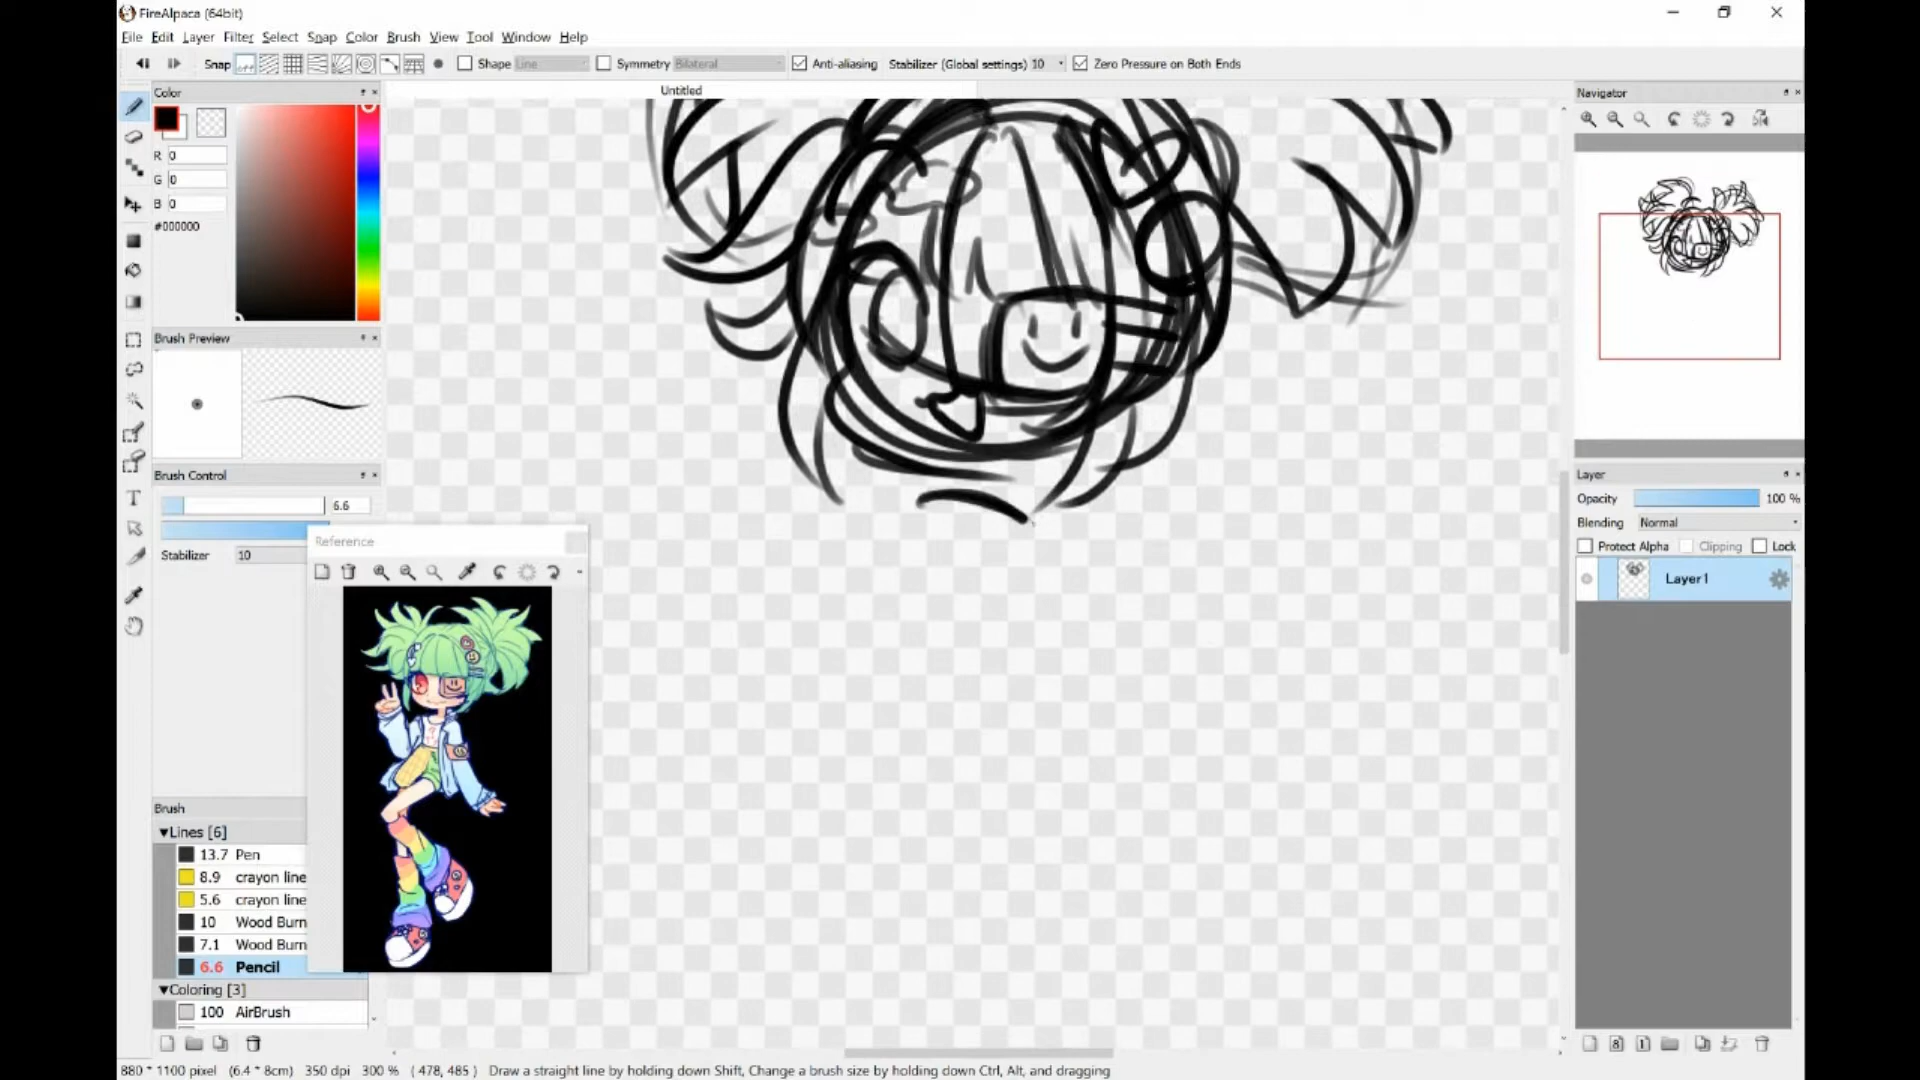 FireAlpaca (64bit)
File Edit Layer Filter Select Snap Color Brush View Tool Window Help
Snap off Shape Line Symmetry Bilateral Anti-aliasing Stabilizer (Global settings) 10 Zero Pressure on Both Ends
Color
Untitled
Navigator
R 0
G 0
B 0
#000000
Brush Preview
Brush Control
6.6
Stabilizer 10
Reference
Layer
Opacity 100 %
Blending Normal
Protect Alpha Clipping Lock
Layer1
Brush
Lines [6]
13.7 Pen
8.9 crayon line
5.6 crayon line
10 Wood Burn
7.1 Wood Burn
6.6 Pencil
Coloring [3]
100 AirBrush
8 1
880 * 1100 pixel (6.4 * 8cm) 350 dpi 300 % ( 478, 485 ) Draw a straight line by holding down Shift, Change a brush size by holding down Ctrl, Alt, and dragging